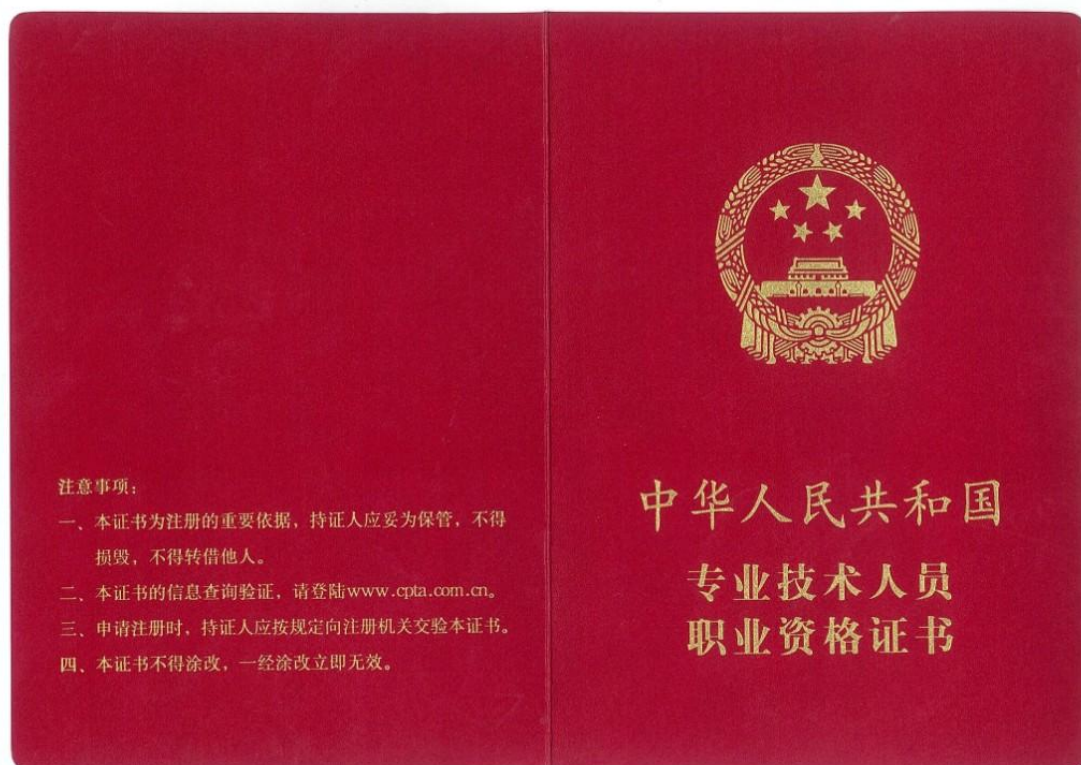 注意事项：
一、本证书为注册的重要依据，持证人应妥为保管，不得
损毁，不得转借他人。
二、本证书的信息查询验证，请登陆www.cpta.com.cn。
三、申请注册时，持证人应按规定向注册机关交验本证书。
四、本证书不得涂改，一经涂改立即无效。
中华人民共和国
专业技术人员
职业资格证书